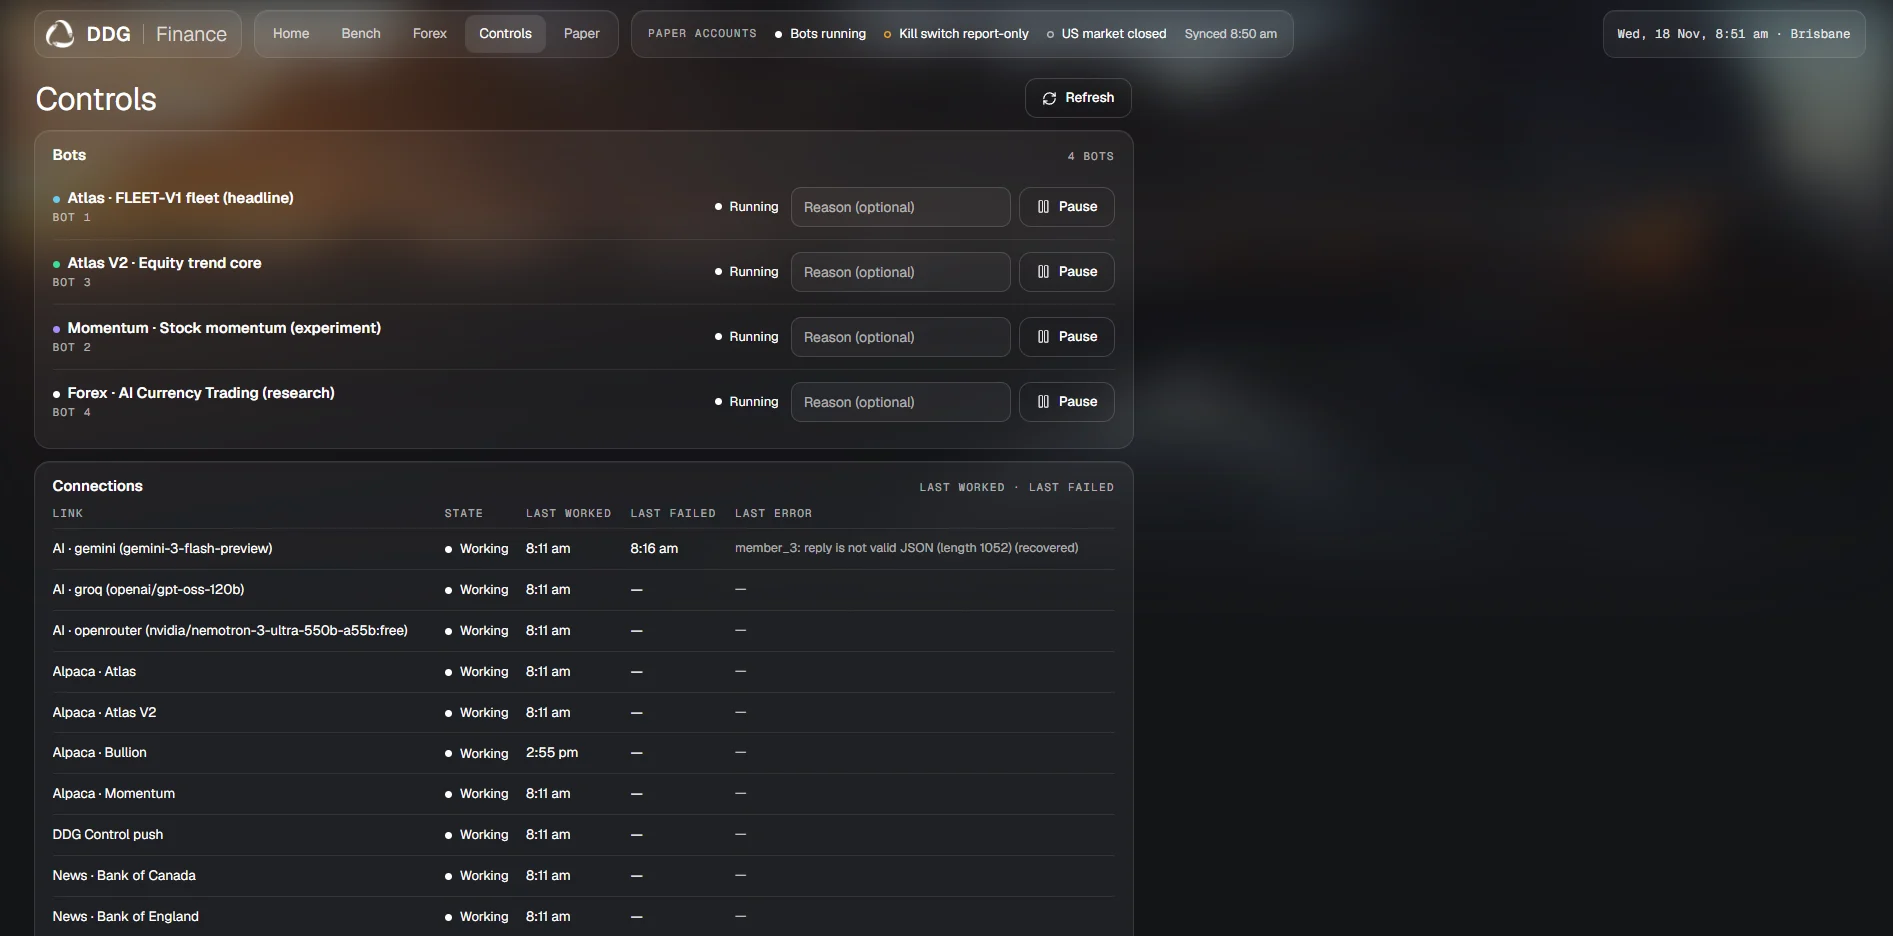 DDG | Finance
Home Bench Forex Controls Paper
PAPER ACCOUNTS Bots running Kill switch report-only US market closed Synced 8:50 am
Wed, 18 Nov, 8:51 am · Brisbane
Controls
Refresh
Bots
4 BOTS
Atlas · FLEET-V1 fleet (headline)
BOT 1
Running Reason (optional) Pause
Atlas V2 · Equity trend core
BOT 3
Running Reason (optional) Pause
Momentum · Stock momentum (experiment)
BOT 2
Running Reason (optional) Pause
Forex · AI Currency Trading (research)
BOT 4
Running Reason (optional) Pause
Connections
LAST WORKED · LAST FAILED
LINK STATE LAST WORKED LAST FAILED LAST ERROR
AI · gemini (gemini-3-flash-preview) Working 8:11 am 8:16 am member_3: reply is not valid JSON (length 1052) (recovered)
AI · groq (openai/gpt-oss-120b) Working 8:11 am — —
AI · openrouter (nvidia/nemotron-3-ultra-550b-a55b:free) Working 8:11 am — —
Alpaca · Atlas Working 8:11 am — —
Alpaca · Atlas V2 Working 8:11 am — —
Alpaca · Bullion Working 2:55 pm — —
Alpaca · Momentum Working 8:11 am — —
DDG Control push Working 8:11 am — —
News · Bank of Canada Working 8:11 am — —
News · Bank of England Working 8:11 am — —